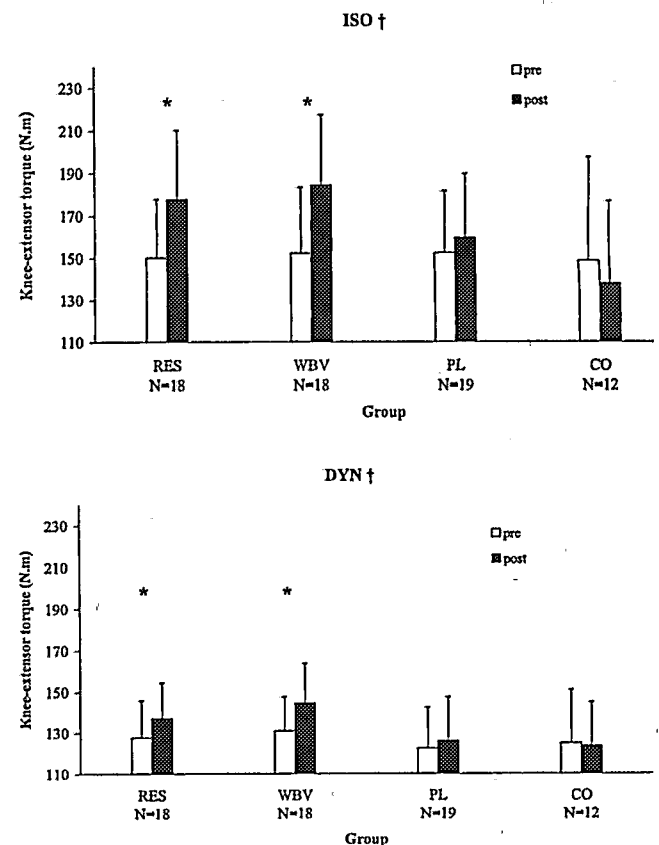 ISO †
pre
post
Knee-extensor torque (N.m)
230
210
190
170
150
130
110
*
*
RES
WBV
PL
CO
N=18
N=18
N=19
N=12
Group
DYN †
pre
post
Knee-extensor torque (N.m)
230
210
190
170
150
130
110
*
*
RES
WBV
PL
CO
N=18
N=18
N=19
N=12
Group